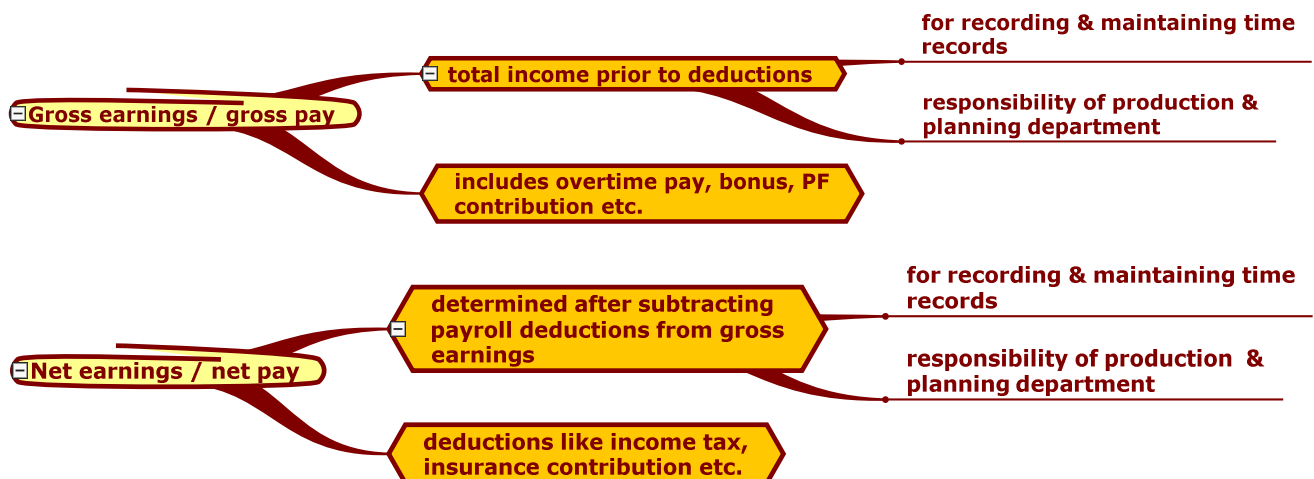 Gross earnings / gross pay
total income prior to deductions
for recording & maintaining time
records
responsibility of production &
planning department
includes overtime pay, bonus, PF
contribution etc.
Net earnings / net pay
determined after subtracting
payroll deductions from gross
earnings
for recording & maintaining time
records
responsibility of production  &
planning department
deductions like income tax,
insurance contribution etc.